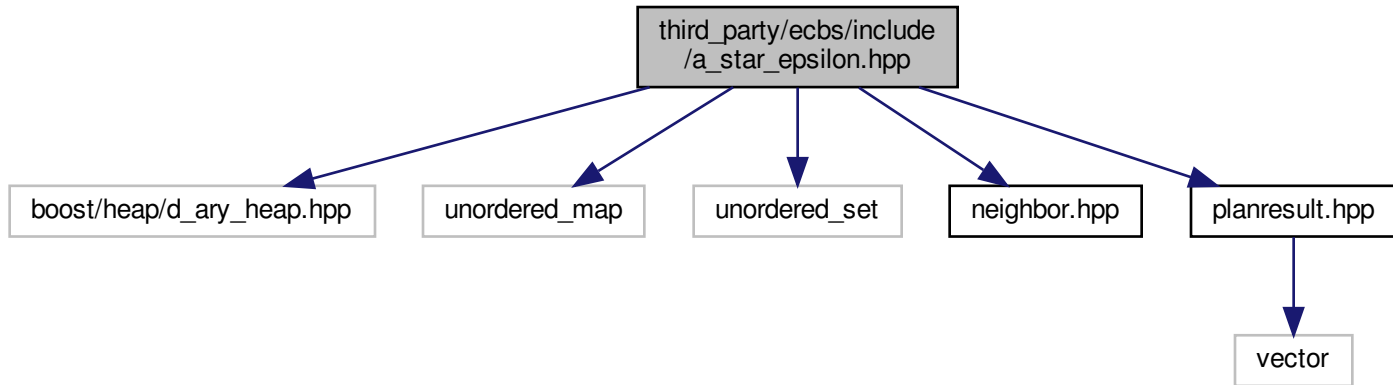 third_party/ecbs/include
/a_star_epsilon.hpp
boost/heap/d_ary_heap.hpp
unordered_map
unordered_set
neighbor.hpp
planresult.hpp
vector